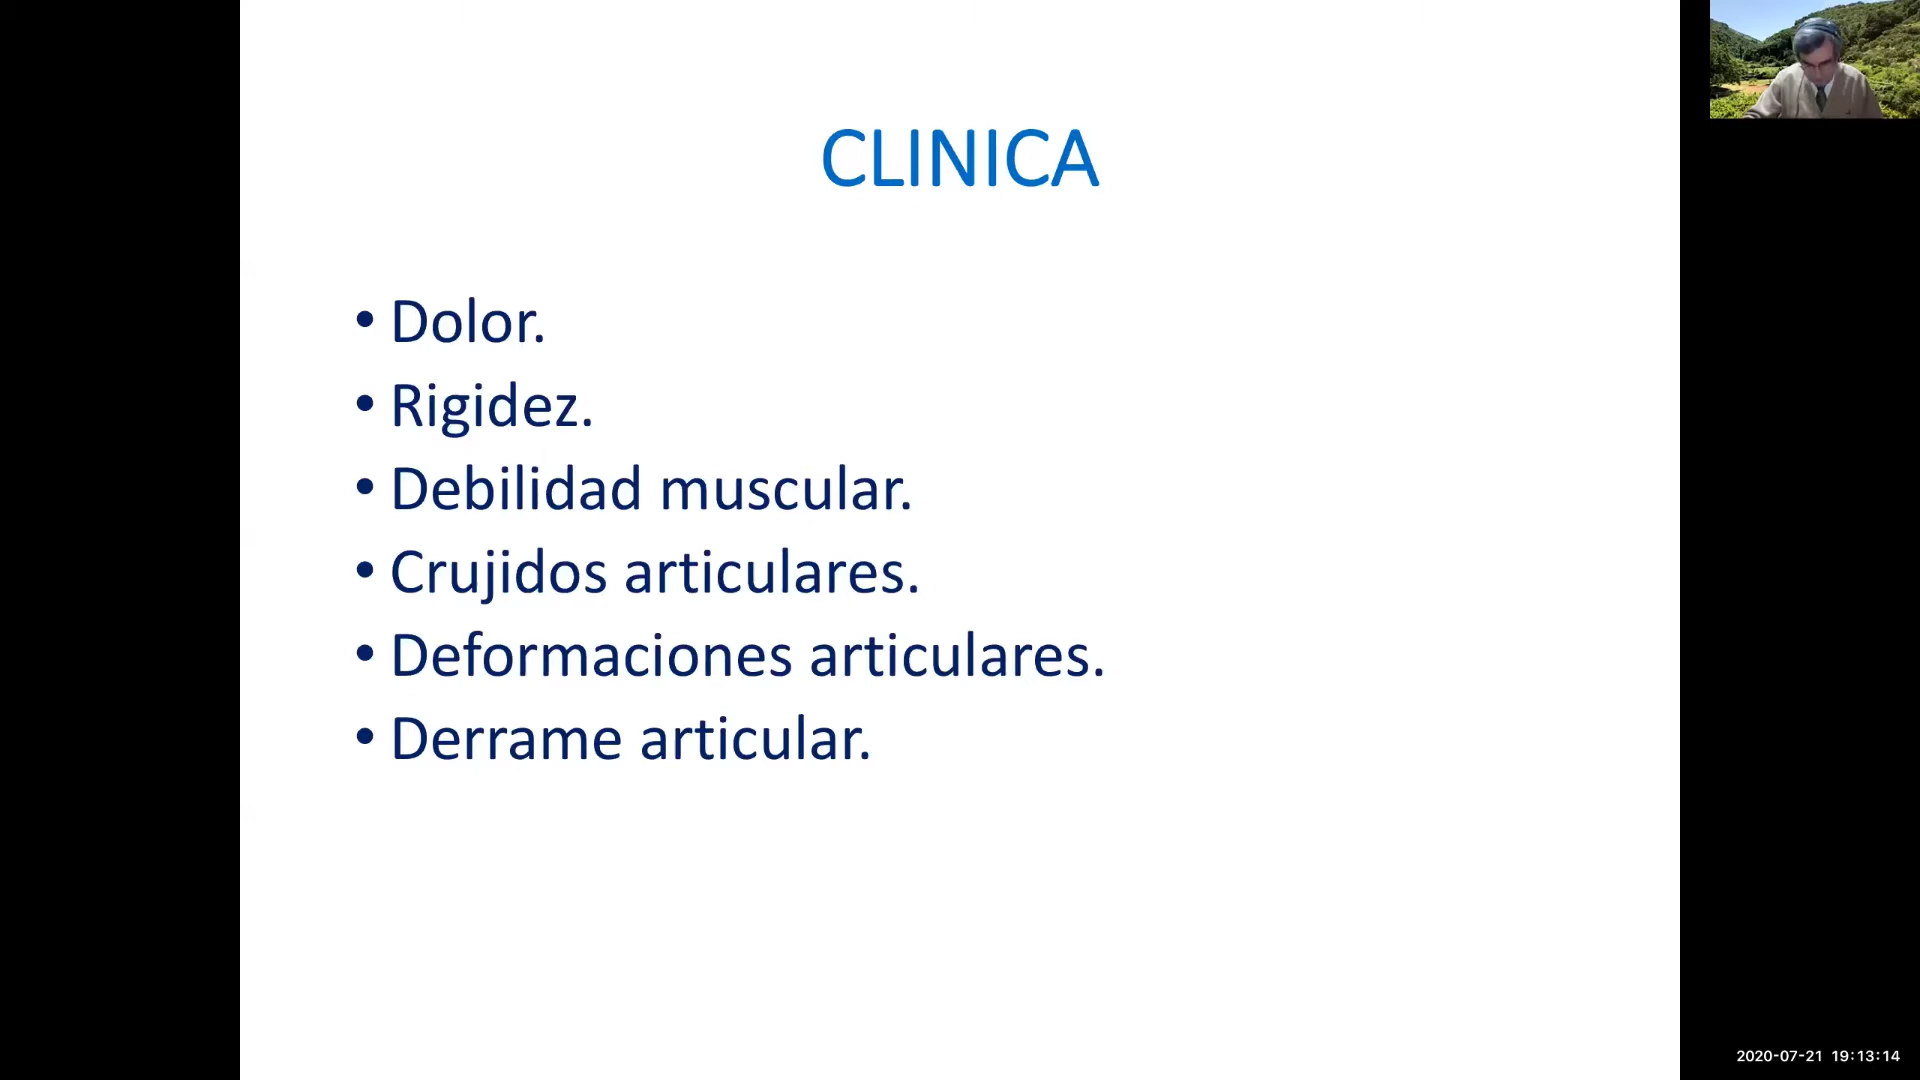 CLINICA
• Dolor.
• Rigidez.
• Debilidad muscular.
• Crujidos articulares.
• Deformaciones articulares.
• Derrame articular.
2020-07-21 19:13:14